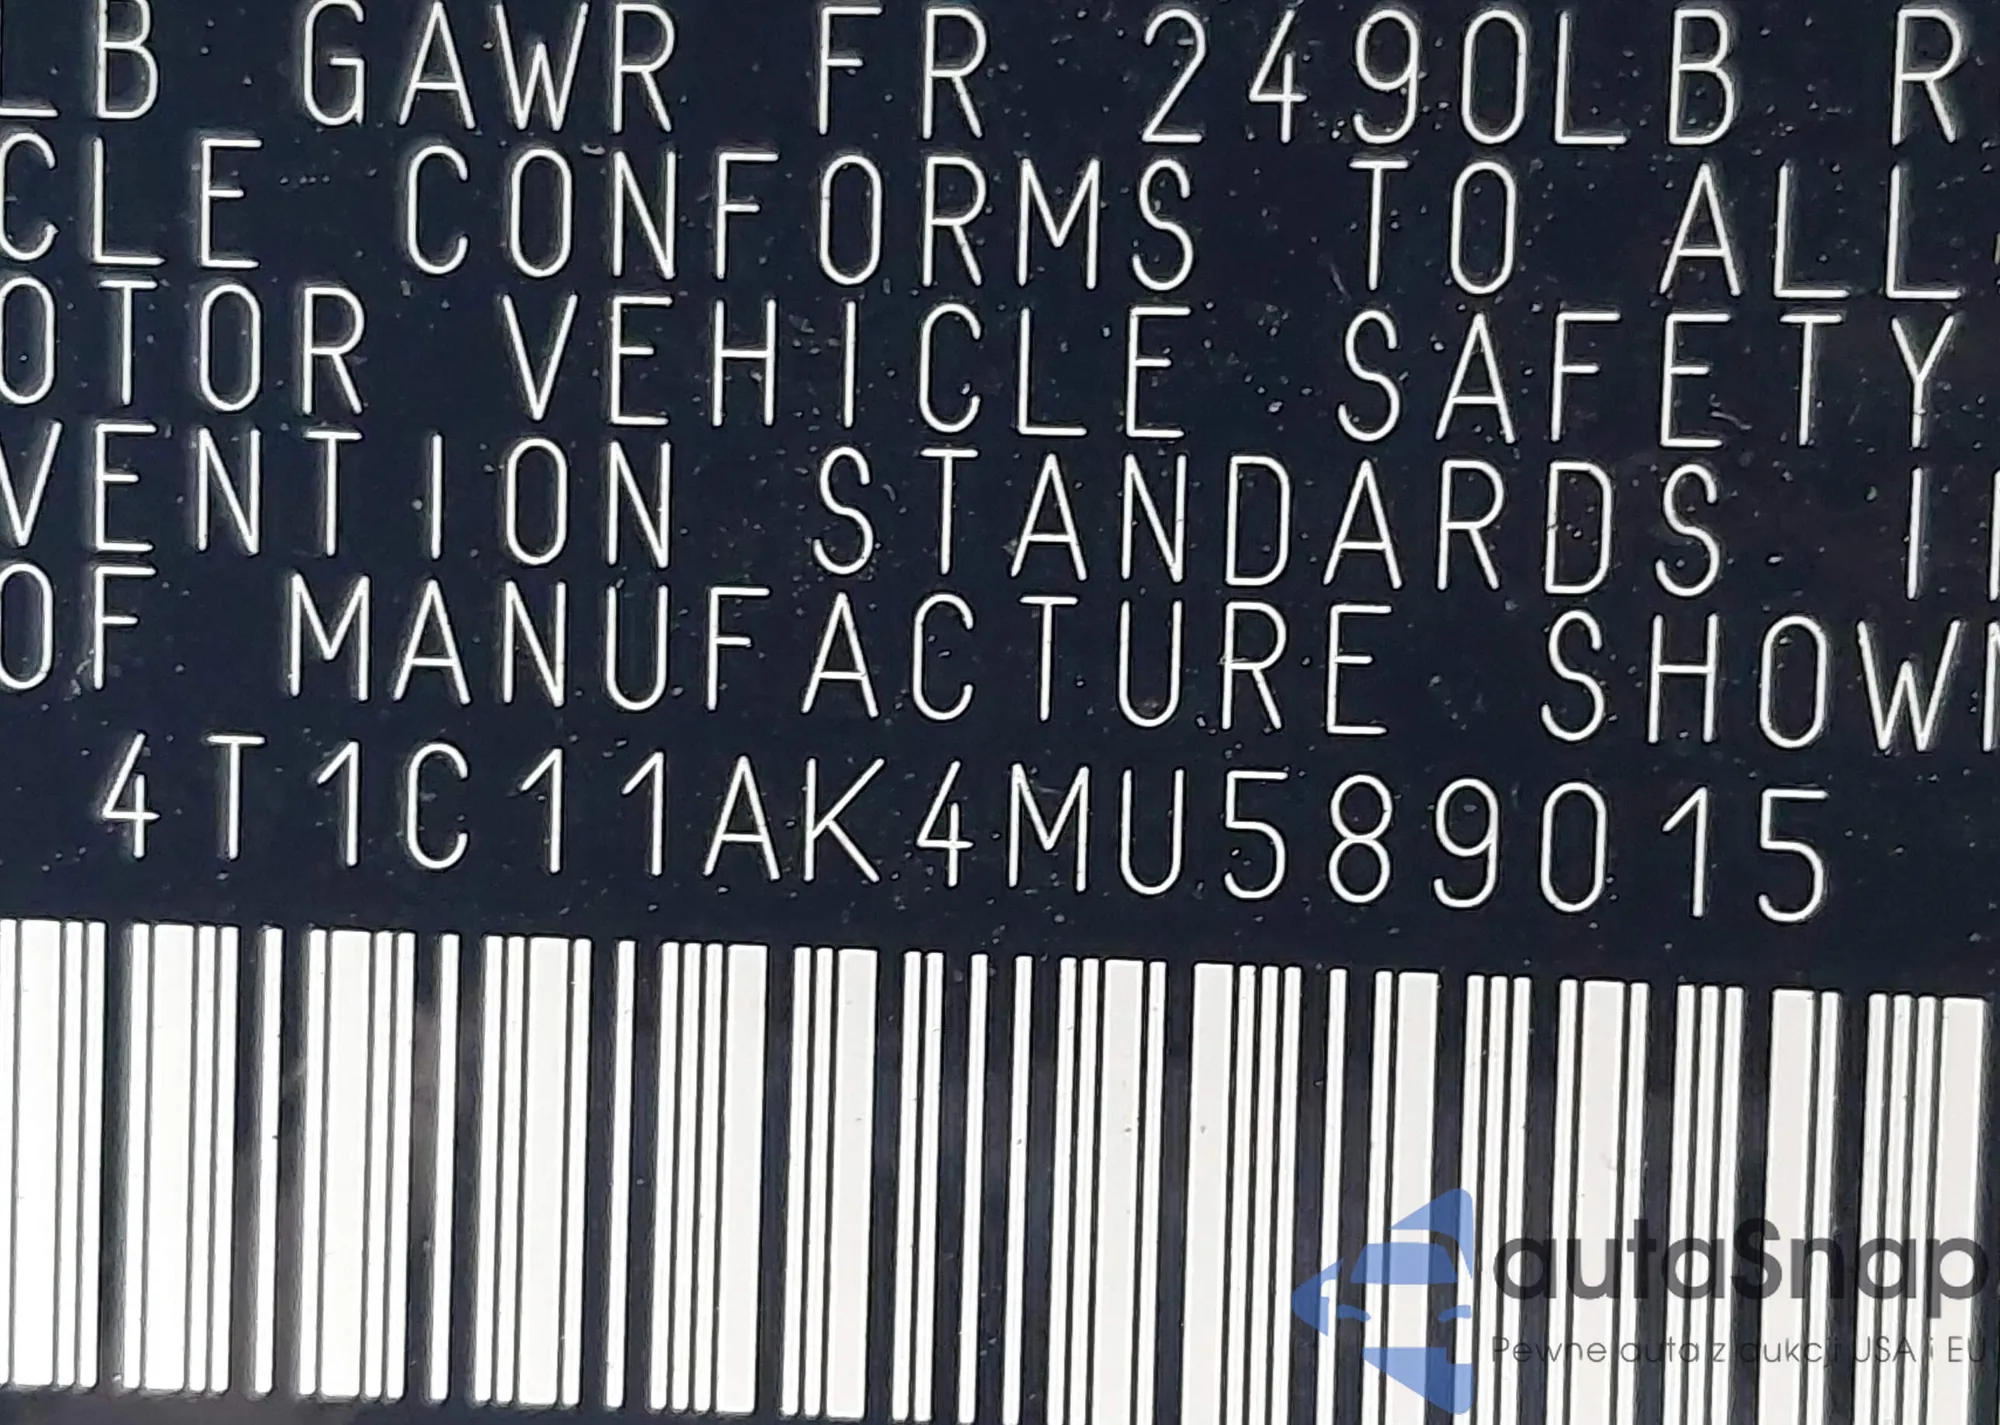 LB GAWR FR 2490LB R
CLE CONFORMS TO ALL
OTOR VEHICLE SAFETY
VENTION STANDARDS I
OF MANUFACTURE SHOWN
4T1C11AK4MU589015
autaSnap
Pewne auta z aukcji USA i EU